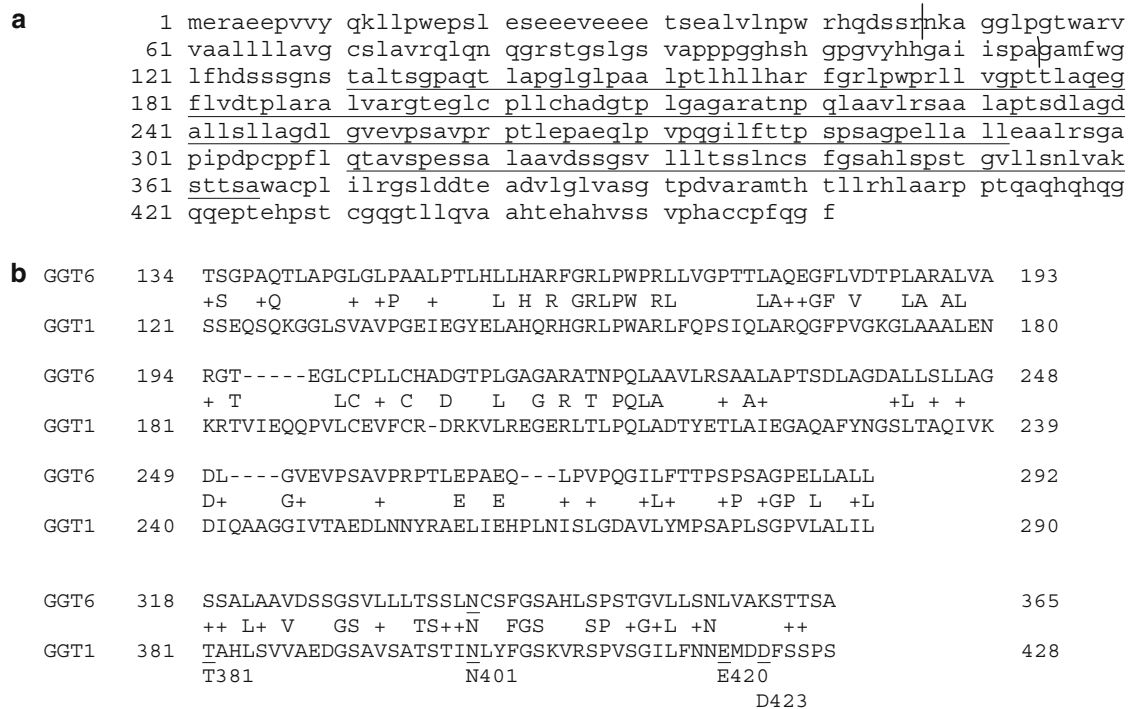 a
1 meraeepvvy qkllpwepsl eseeeveeee tsealvlnpw rhqdssrnka gglpgtwarv
61 vaallllavg cslavrqlqn qgrstgslgs vapppgghsh gpgvyhhgai ispagamfwg
121 lfhdsssgns taltsgpaqt lapglglpaa lptlhllhar fgrlpwprll vgpttlaqeg
181 flvdtplara lvargteglc pllchadgtp lgagaratnp qlaavlrsaa laptsdlagd
241 allsllagdl gvevpsavpr ptlepaeqlp vpqggilfttp spsagpella lleaalrsga
301 pipdpcppfl qtavspessa laavdssgsv llltsslncs fgsahlspst gvllsnlvak
361 sttsawacpl ilrgslddte advlglvasg tpdvaramth tllrhlaarp ptqaqhqhqg
421 qqepte​hpst cgqgtllqva ahtehahvss vphaccpfqg f
b
GGT6 134 TSGPAQTLAPGLGLPAALPTLHLLHARFGRLPWPRLLVGPTTLAQEGFLVDTPLARALVA 193
+S +Q + +P + L H R GRLPW RL LA++GF V LA AL
GGT1 121 SSEQSQKGGLSVAVPGEIEGYELAHQRHGRLPWARLFQPSIQLARQGFPVGKGLAAALEN 180
GGT6 194 RGT-----EGLCPLLCHADGTPLGAGARATNPQLAAVLRSAALAPTSDLAGDALLSLLAG 248
+ T LC + C D L G R T PQLA + A+ +L + +
GGT1 181 KRTVIEQQPVLCEVFCR-DRKVLREGERLTLPQLADTYETLAIEGAQAFYNGSLTAQIVK 239
GGT6 249 DL----GVEVPSAVPRPTLEPAEQ---LPVPQGILFTTPSPSAGPELLALL 292
D+ G+ + E E + + +L+ +P +GP L +L
GGT1 240 DIQAAGGIVTAEDLNNYRAELIEHPLNISLGDAVLYMPSAPLSGPVLALIL 290
GGT6 318 SSALAAVDSSGSVLLLTSSLNCSFGSAHLSPSTGVLLSNLVAKSTTSA 365
++ L+ V GS + TS++N FGS SP +G+L +N ++
GGT1 381 TAHLSVVAEDGSAVSATSTINLYFGSKVRSPVSGILFNNEMDDFSSPS 428
T381 N401 E420
D423